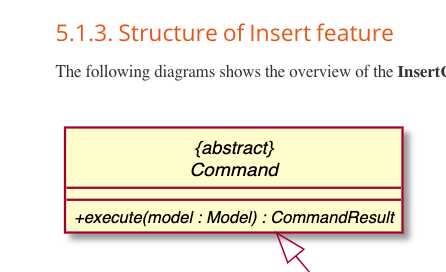 5.1.3. Structure of Insert feature
The following diagrams shows the overview of the
{abstract}
Command
+execute(model : Model) : CommandResult